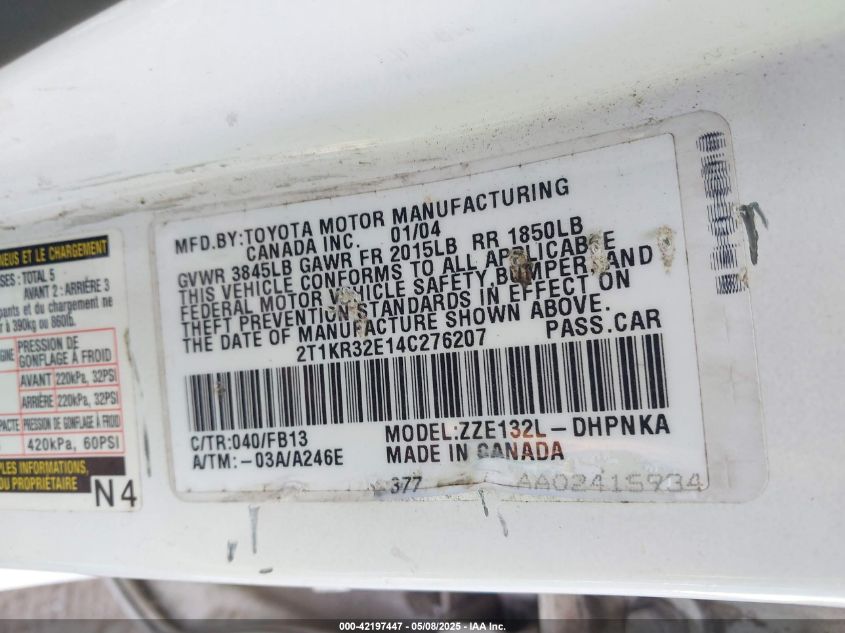 MFD.BY:TOYOTA MOTOR MANUFACTURING
CANADA INC. 01/04
GVWR 3845LB GAWR FR 2015LB RR 1850LB
THIS VEHICLE CONFORMS TO ALL APPLICABLE
FEDERAL MOTOR VEHICLE SAFETY,BUMPER,AND
THEFT PREVENTION STANDARDS IN EFFECT ON
THE DATE OF MANUFACTURE SHOWN ABOVE.
2T1KR32E14C276207 PASS.CAR
C/TR:040/FB13 MODEL:ZZE132L-DHPNKA
A/TM:-03A/A246E MADE IN CANADA
377 AA02415934
NEUS ET LE CHARGEMENT
SES : TOTAL 5
AVANT 2 : ARRIÈRE 3
pants et du chargement ne
r à 390kg ou 860lb.
GINE PRESSION DE
GONFLAGE À FROID
AVANT 220kPa, 32PSI
ARRIÈRE 220kPa, 32PSI
PACTE PRESSION DE GONFLAGE À FROID
420kPa, 60PSI
PLES INFORMATIONS,
DU PROPRIÉTAIRE
N4
000-42197447 - 05/08/2025 - IAA Inc.